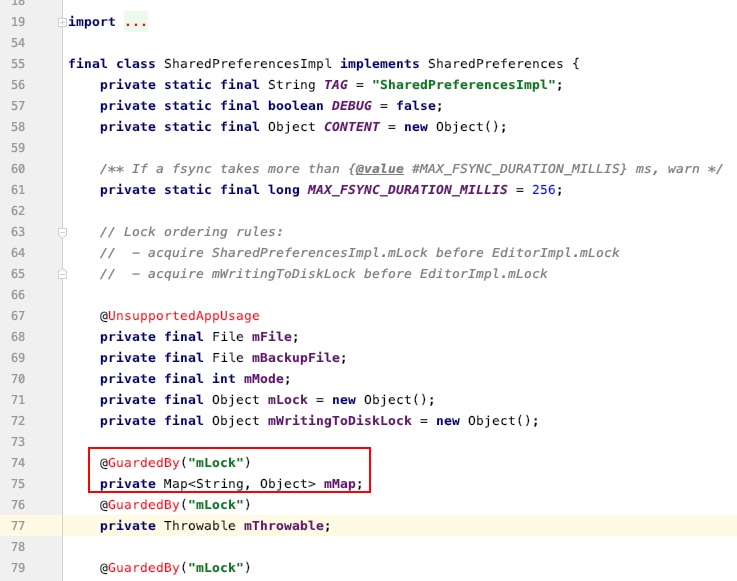 18
19 import ...
54
55 final class SharedPreferencesImpl implements SharedPreferences {
56 private static final String TAG = "SharedPreferencesImpl";
57 private static final boolean DEBUG = false;
58 private static final Object CONTENT = new Object();
59
60 /** If a fsync takes more than {@value #MAX_FSYNC_DURATION_MILLIS} ms, warn */
61 private static final long MAX_FSYNC_DURATION_MILLIS = 256;
62
63 // Lock ordering rules:
64 //  - acquire SharedPreferencesImpl.mLock before EditorImpl.mLock
65 //  - acquire mWritingToDiskLock before EditorImpl.mLock
66
67 @UnsupportedAppUsage
68 private final File mFile;
69 private final File mBackupFile;
70 private final int mMode;
71 private final Object mLock = new Object();
72 private final Object mWritingToDiskLock = new Object();
73
74 @GuardedBy("mLock")
75 private Map<String, Object> mMap;
76 @GuardedBy("mLock")
77 private Throwable mThrowable;
78
79 @GuardedBy("mLock")